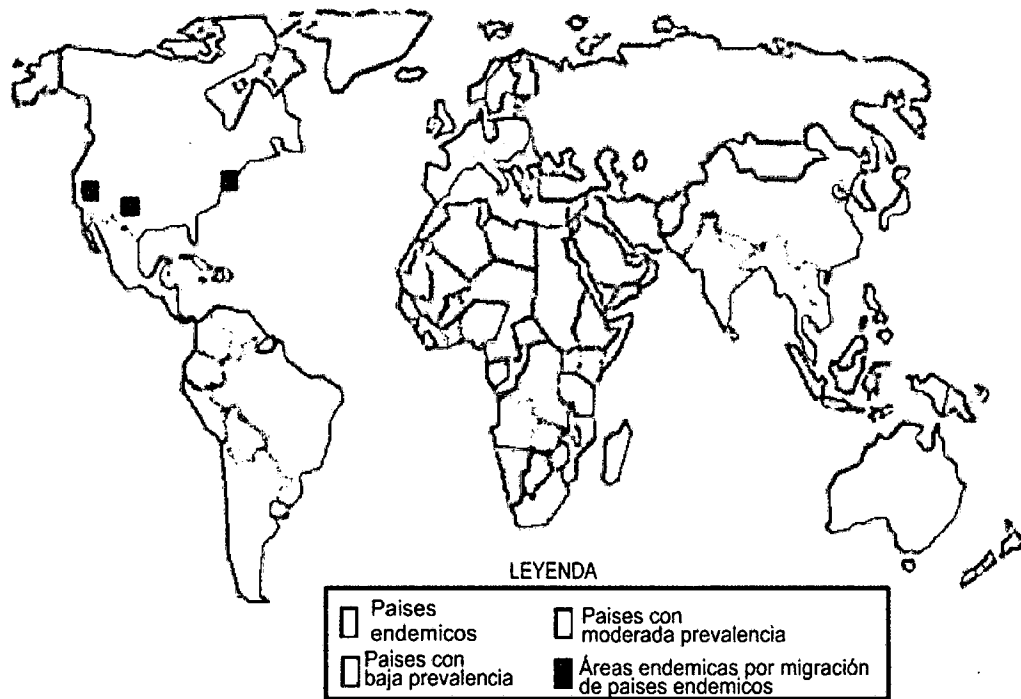 LEYENDA
Paises
endemicos
Paises con
baja prevalencia
Paises con
moderada prevalencia
Áreas endemicas por migración
de paises endemicos